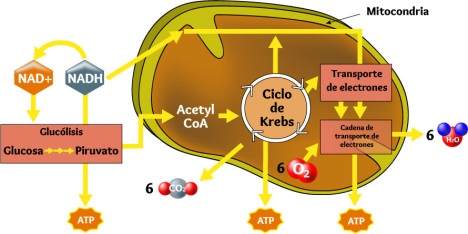 Mitocondria
NAD+
NADH
Glucólisis
Glucosa
Piruvato
Acetyl
CoA
Ciclo
de
Krebs
Transporte
de electrones
Cadena de
transporte de
electrones
6 CO₂
6 O₂
6 H₂O
ATP
ATP
ATP